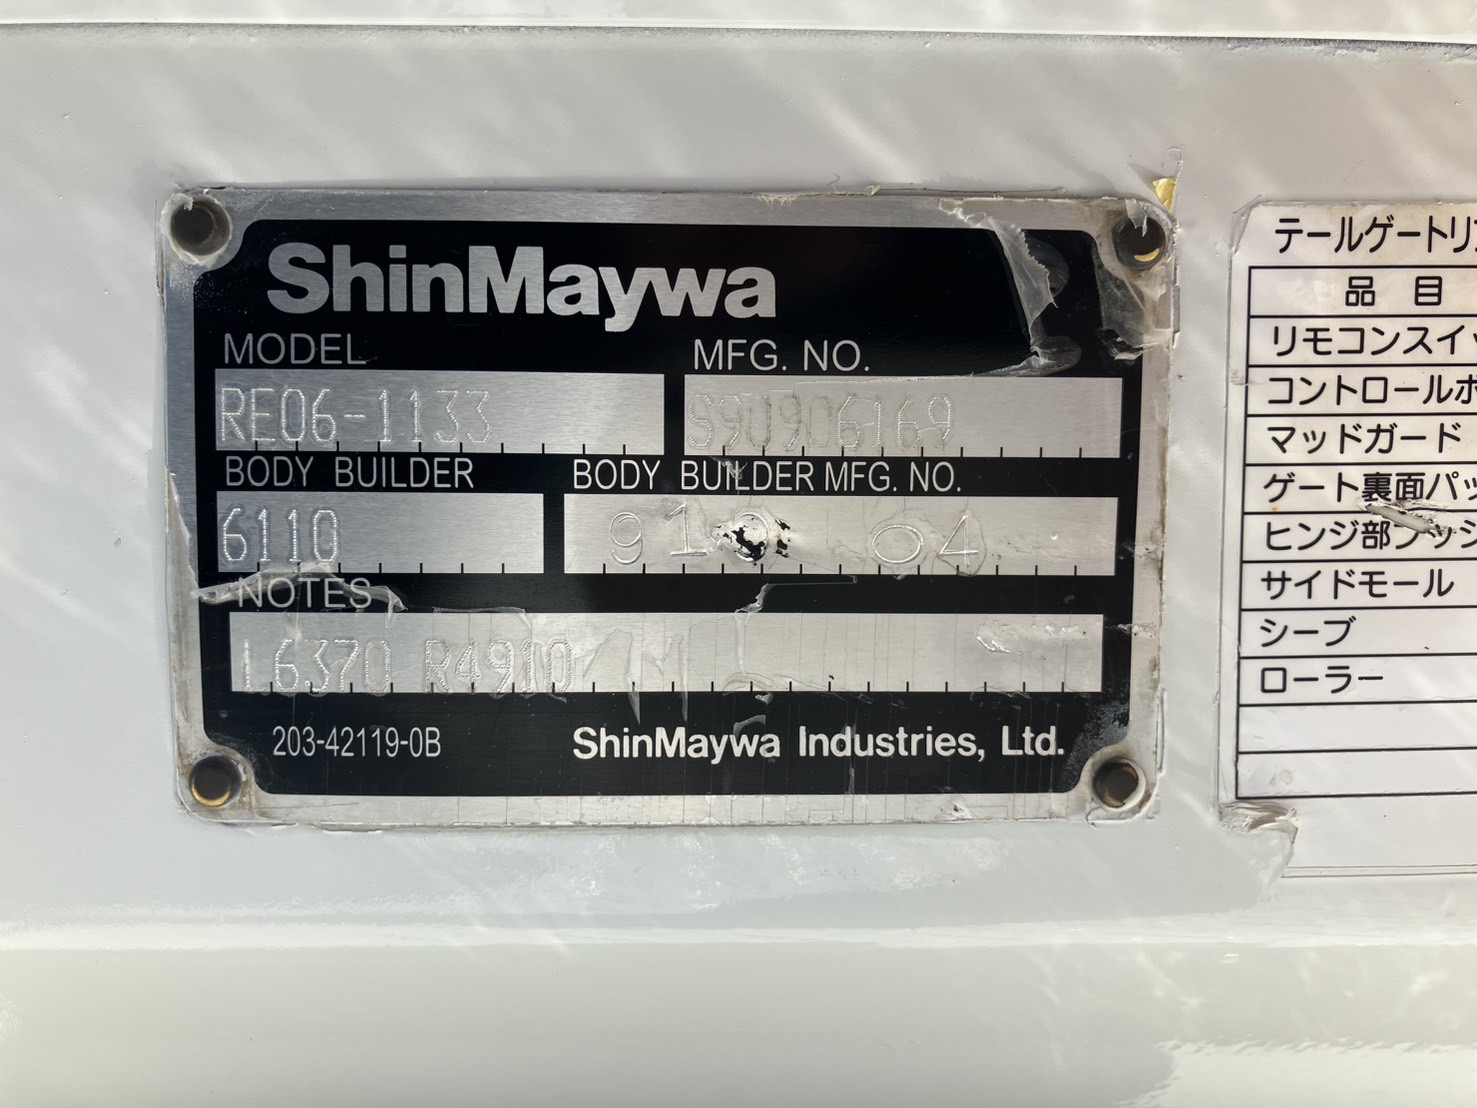 ShinMaywa
MODEL
MFG. NO.
RE06-1133
S90906169
BODY BUILDER
BODY BUILDER MFG. NO.
6110
04
NOTES
L6370 R4910
203-42119-0B
ShinMaywa Industries, Ltd.
テールゲートリ
品目
リモコンスイッ
コントロールボ
マッドガード
ゲート裏面パッ
ヒンジ部
サイドモール
シーブ
ローラー